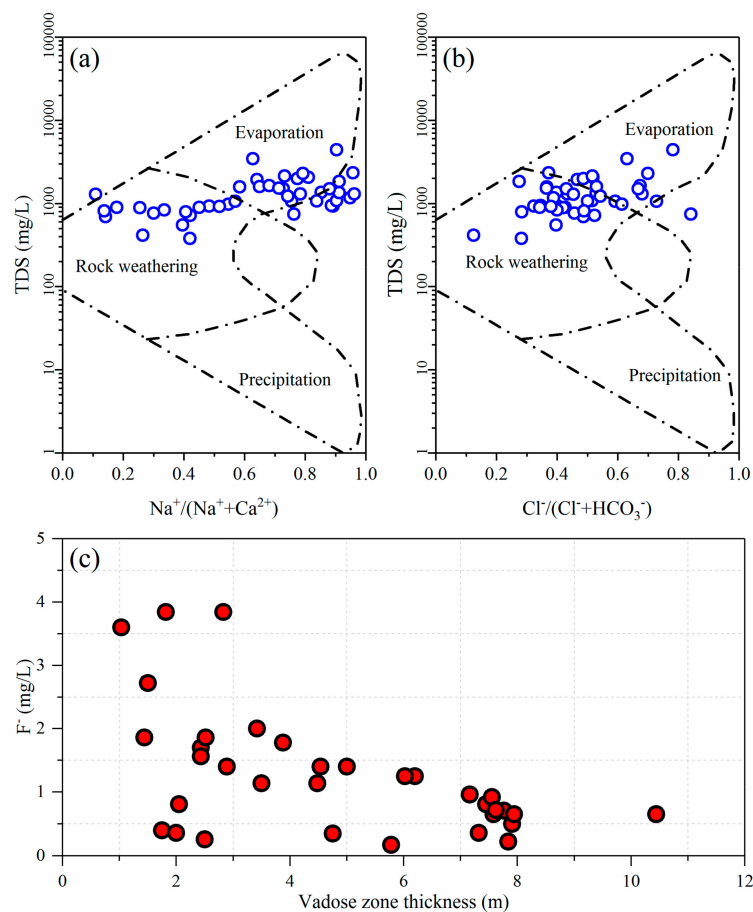 (a)
Evaporation
Rock weathering
Precipitation
TDS (mg/L)
100000
10000
1000
100
10
1
0.0 0.2 0.4 0.6 0.8 1.0
Na⁺/(Na⁺+Ca²⁺)
(b)
Evaporation
Rock weathering
Precipitation
TDS (mg/L)
100000
10000
1000
100
10
1
0.0 0.2 0.4 0.6 0.8 1.0
Cl⁻/(Cl⁻+HCO₃⁻)
(c)
F⁻ (mg/L)
5
4
3
2
1
0
0 2 4 6 8 10 12
Vadose zone thickness (m)